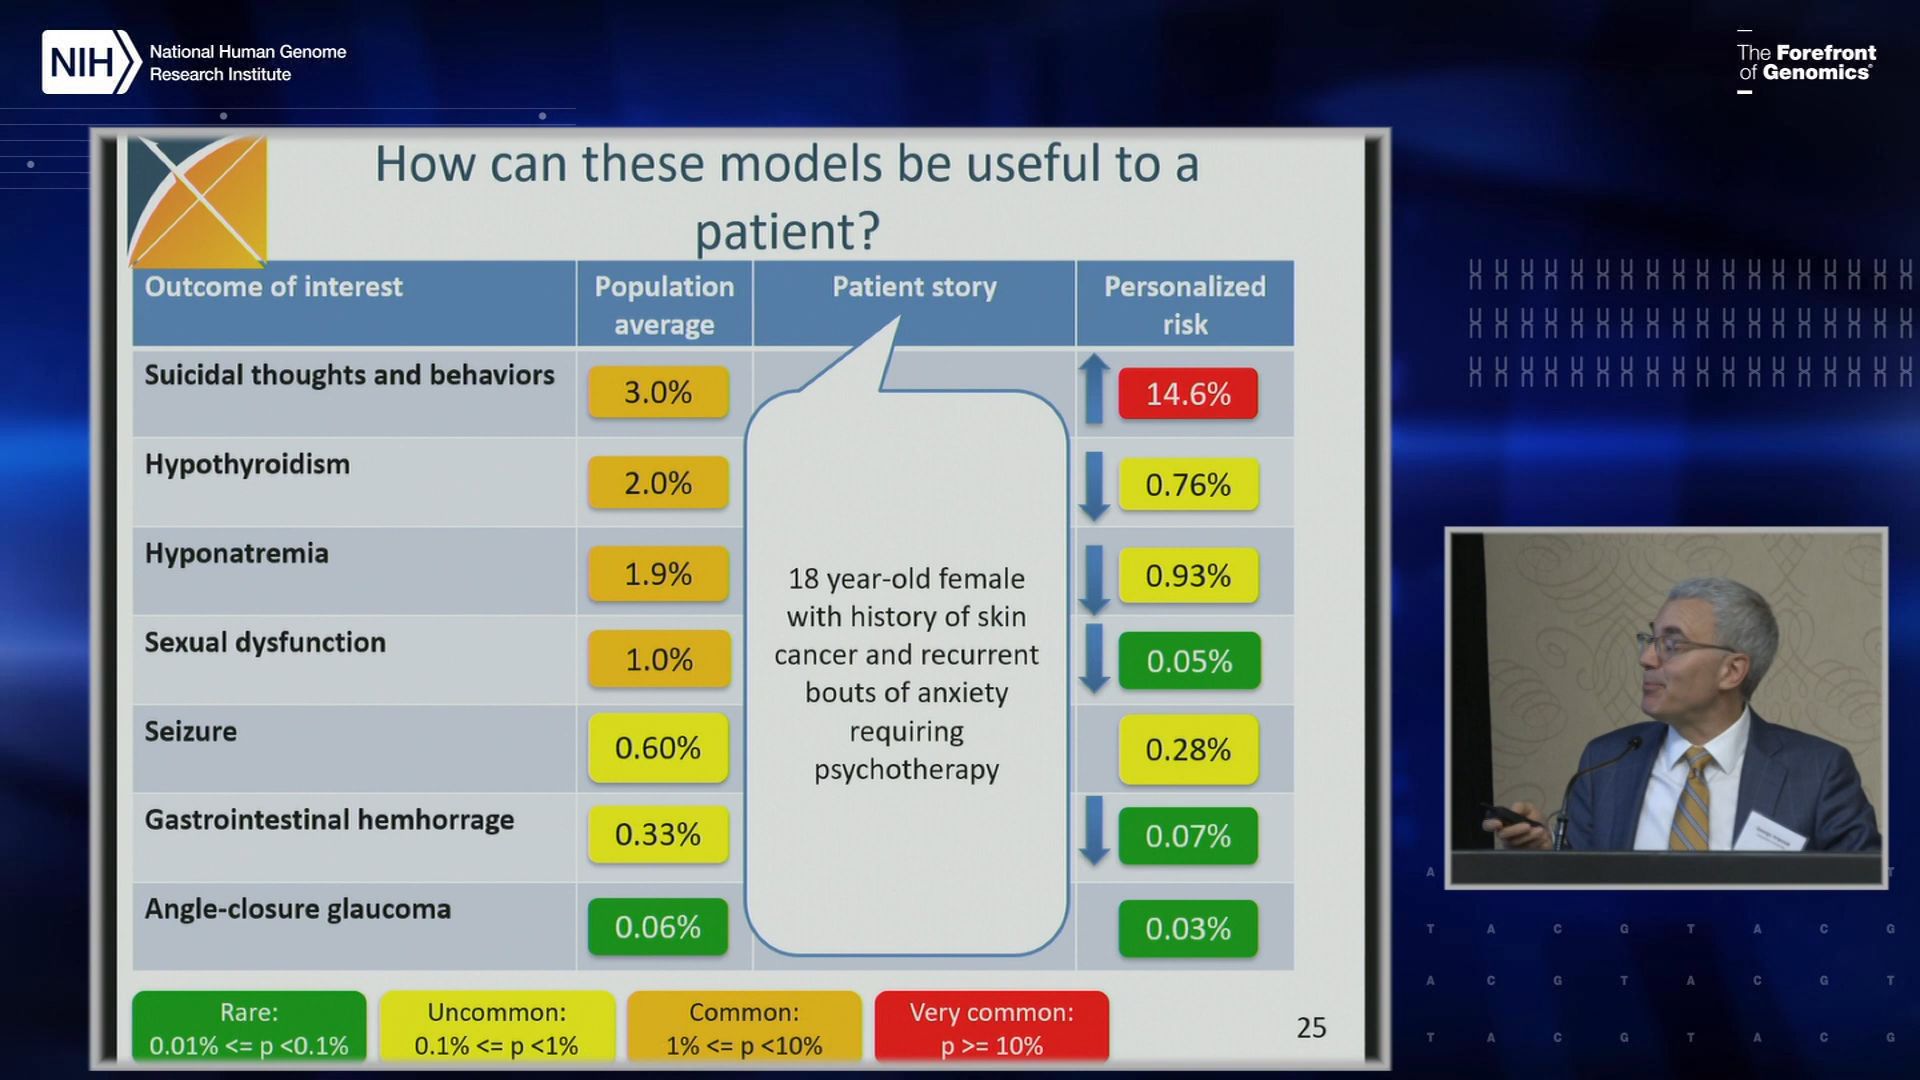 NIH
National Human Genome
Research Institute
The Forefront
of Genomics®
How can these models be useful to a
patient?
Outcome of interest
Population
average
Patient story
Personalized
risk
Suicidal thoughts and behaviors
3.0%
14.6%
Hypothyroidism
2.0%
0.76%
Hyponatremia
1.9%
0.93%
Sexual dysfunction
1.0%
0.05%
Seizure
0.60%
0.28%
Gastrointestinal hemhorrage
0.33%
0.07%
Angle-closure glaucoma
0.06%
0.03%
18 year-old female
with history of skin
cancer and recurrent
bouts of anxiety
requiring
psychotherapy
Rare:
0.01% <= p <0.1%
Uncommon:
0.1% <= p <1%
Common:
1% <= p <10%
Very common:
p >= 10%
25
A T
T A C G T A C G
A C G T A C G T
T A C G T A C G